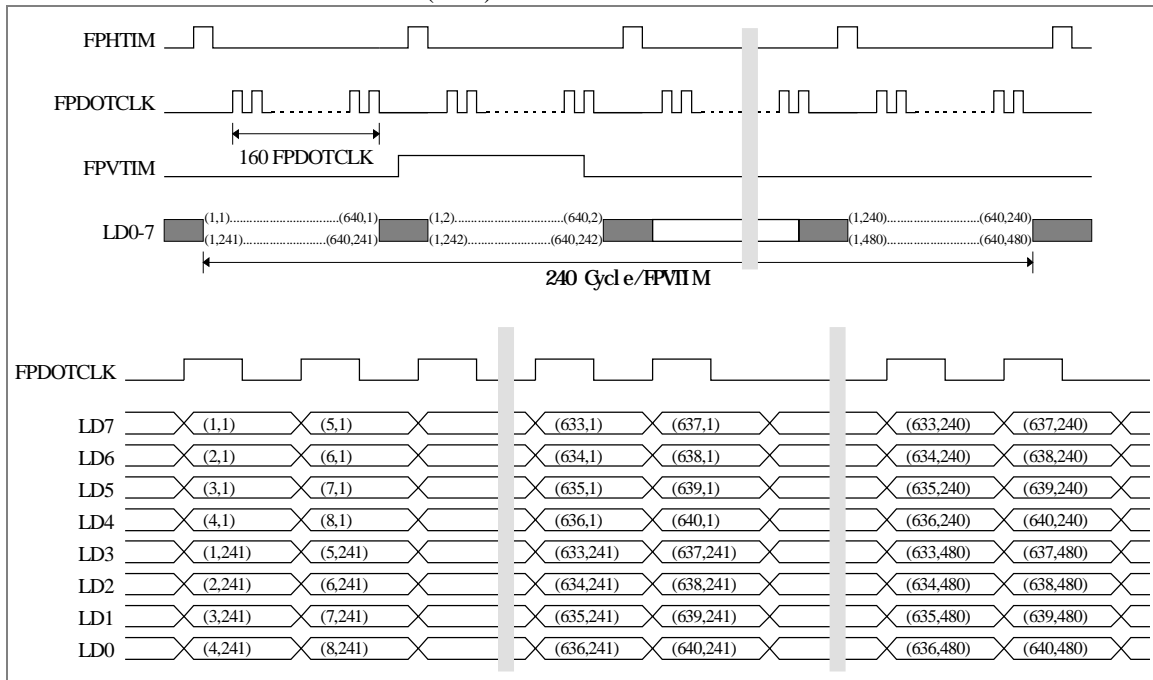 FPHTIM
FPDOTCLK
160 FPDOTCLK
FPVTIM
LD0-7
(1,1)..............................(640,1)
(1,241)........................(640,241)
(1,2)..............................(640,2)
(1,242)........................(640,242)
(1,240)........................(640,240)
(1,480)........................(640,480)
240 Cycle/FPVTIM
FPDOTCLK
LD7 (1,1) (5,1) (633,1) (637,1) (633,240) (637,240)
LD6 (2,1) (6,1) (634,1) (638,1) (634,240) (638,240)
LD5 (3,1) (7,1) (635,1) (639,1) (635,240) (639,240)
LD4 (4,1) (8,1) (636,1) (640,1) (636,240) (640,240)
LD3 (1,241) (5,241) (633,241) (637,241) (633,480) (637,480)
LD2 (2,241) (6,241) (634,241) (638,241) (634,480) (638,480)
LD1 (3,241) (7,241) (635,241) (639,241) (635,480) (639,480)
LD0 (4,241) (8,241) (636,241) (640,241) (636,480) (640,480)